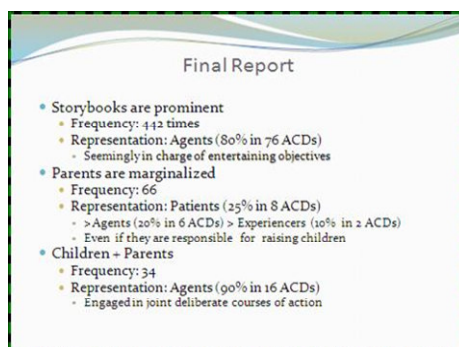 Final Report
Storybooks are prominent
Frequency: 442 times
Representation: Agents (80% in 76 ACDs)
Seemingly in charge of entertaining objectives
Parents are marginalized
Frequency: 66
Representation: Patients (25% in 8 ACDs)
>Agents (20% in 6 ACDs) > Experiencers (10% in 2 ACDs)
Even if they are responsible for raising children
Children + Parents
Frequency: 34
Representation: Agents (90% in 16 ACDs)
Engaged in joint deliberate courses of action